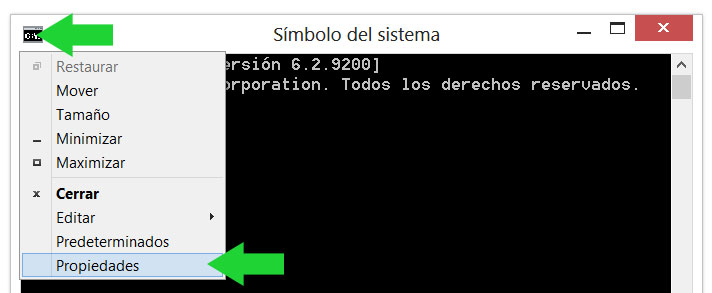 Símbolo del sistema
ersión 6.2.9200]
orporation. Todos los derechos reservados.
Restaurar
Mover
Tamaño
Minimizar
Maximizar
Cerrar
Editar
Predeterminados
Propiedades